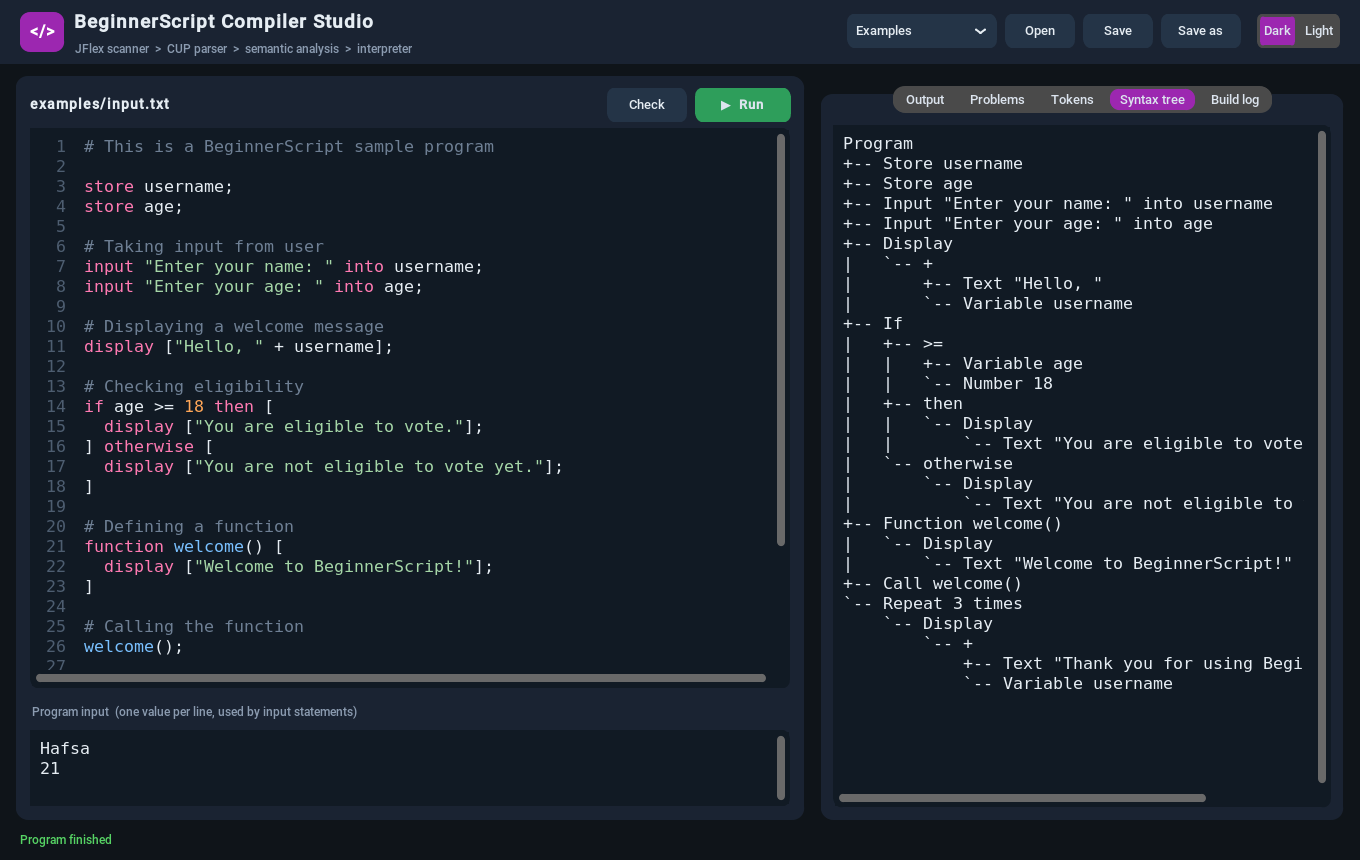 </> BeginnerScript Compiler Studio
JFlex scanner > CUP parser > semantic analysis > interpreter
Examples Open Save Save as Dark Light
examples/input.txt Check ▶ Run
1 # This is a BeginnerScript sample program
2
3 store username;
4 store age;
5
6 # Taking input from user
7 input "Enter your name: " into username;
8 input "Enter your age: " into age;
9
10 # Displaying a welcome message
11 display ["Hello, " + username];
12
13 # Checking eligibility
14 if age >= 18 then [
15   display ["You are eligible to vote."];
16 ] otherwise [
17   display ["You are not eligible to vote yet."];
18 ]
19
20 # Defining a function
21 function welcome() [
22   display ["Welcome to BeginnerScript!"];
23 ]
24
25 # Calling the function
26 welcome();
27
Program input (one value per line, used by input statements)
Hafsa
21
Output Problems Tokens Syntax tree Build log
Program
+-- Store username
+-- Store age
+-- Input "Enter your name: " into username
+-- Input "Enter your age: " into age
+-- Display
|   `-- +
|       +-- Text "Hello, "
|       `-- Variable username
+-- If
|   +-- >=
|   |   +-- Variable age
|   |   `-- Number 18
|   +-- then
|   |   `-- Display
|   |       `-- Text "You are eligible to vote
|   `-- otherwise
|       `-- Display
|           `-- Text "You are not eligible to
+-- Function welcome()
|   `-- Display
|       `-- Text "Welcome to BeginnerScript!"
+-- Call welcome()
`-- Repeat 3 times
    `-- Display
        `-- +
            +-- Text "Thank you for using Begi
            `-- Variable username
Program finished